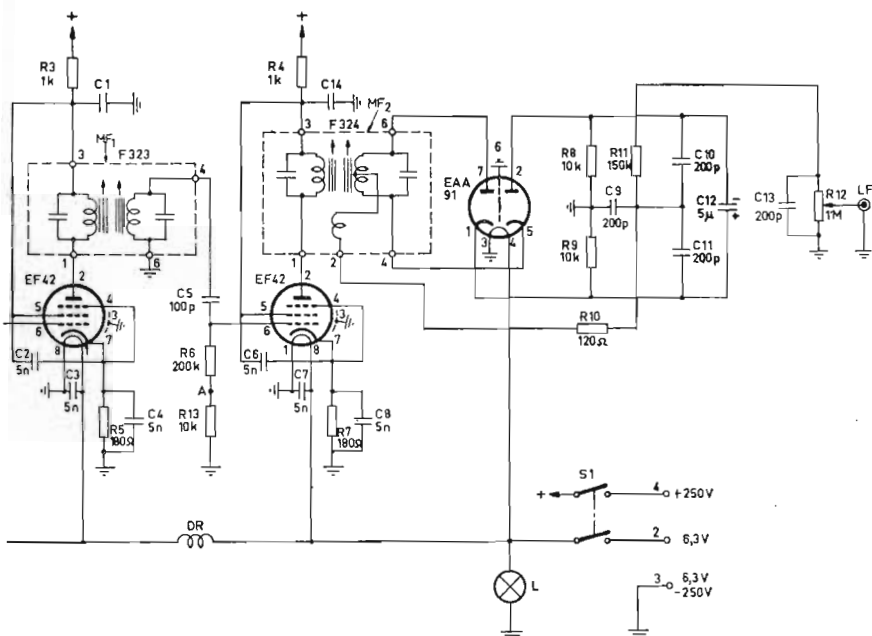 +
R3
1k
C1
MF1
F323
3
4
1
6
EF42
2
5
4
3
6
7
8
C2
5n
C3
5n
R5
180Ω
C4
5n
C5
100p
R6
200k
A
R13
10k
DR
+
R4
1k
C14
MF2
3
F324
6
1
2
4
EF42
2
5
4
3
6
7
1
8
C6
5n
C7
5n
R7
180Ω
C8
5n
EAA
91
6
7
2
1
3
4
5
R8
10k
R9
10k
C9
200p
R11
150k
C10
200p
C11
200p
C12
5µ
-
+
R10
120Ω
C13
200p
R12
1'M
LF
S1
+
4
+250V
2
6,3V
3
6,3V
-250V
L